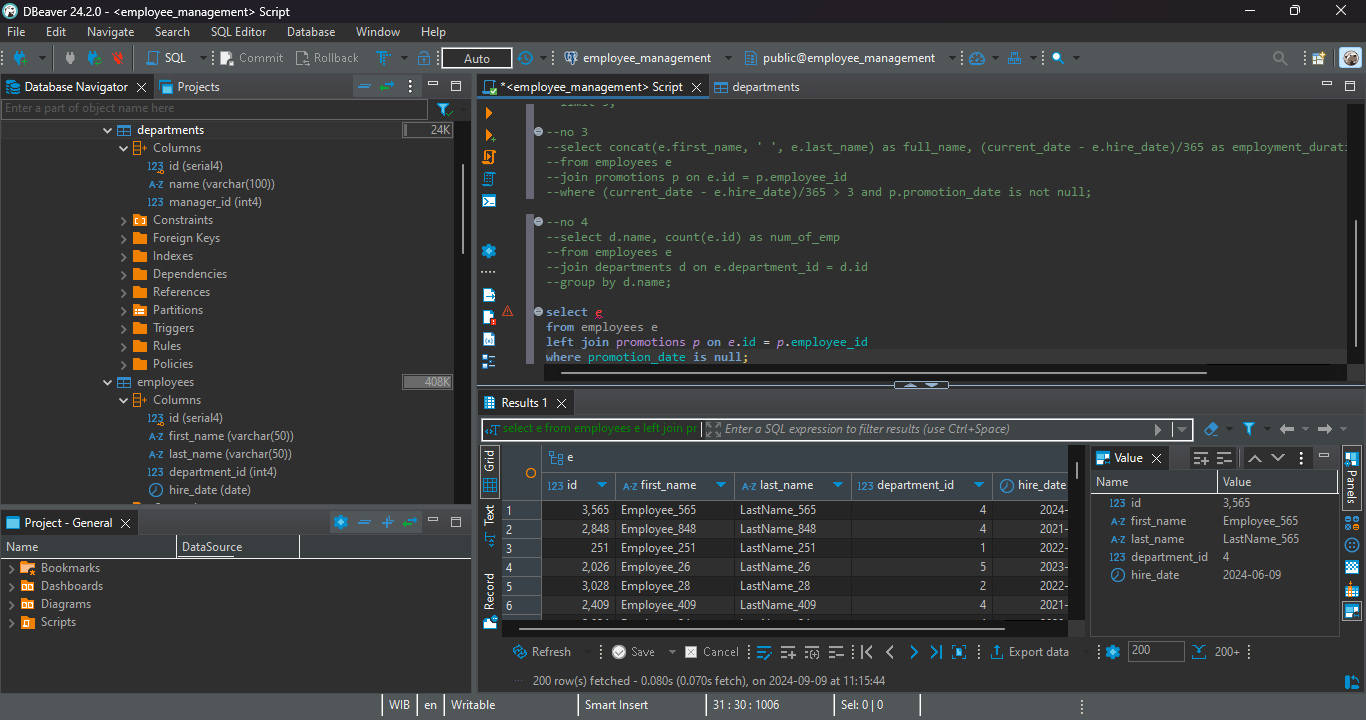 DBeaver 24.2.0 - <employee_management> Script
File Edit Navigate Search SQL Editor Database Window Help
SQL Commit Rollback Auto employee_management public@employee_management
Database Navigator Projects
Enter a part of object name here
departments 24K
Columns
123 id (serial4)
A-Z name (varchar(100))
123 manager_id (int4)
Constraints
Foreign Keys
Indexes
Dependencies
References
Partitions
Triggers
Rules
Policies
employees 408K
Columns
123 id (serial4)
A-Z first_name (varchar(50))
A-Z last_name (varchar(50))
123 department_id (int4)
hire_date (date)
Project - General
Name DataSource
Bookmarks
Dashboards
Diagrams
Scripts
*<employee_management> Script departments
--no 3
--select concat(e.first_name, ' ', e.last_name) as full_name, (current_date - e.hire_date)/365 as employment_durat
--from employees e
--join promotions p on e.id = p.employee_id
--where (current_date - e.hire_date)/365 > 3 and p.promotion_date is not null;
--no 4
--select d.name, count(e.id) as num_of_emp
--from employees e
--join departments d on e.department_id = d.id
--group by d.name;
select e
from employees e
left join promotions p on e.id = p.employee_id
where promotion_date is null;
Results 1
select e from employees e left join pr Enter a SQL expression to filter results (use Ctrl+Space)
Grid
Text
Record
e
123 id A-Z first_name A-Z last_name 123 department_id hire_date
1 3,565 Employee_565 LastName_565 4 2024-
2 2,848 Employee_848 LastName_848 4 2021-
3 251 Employee_251 LastName_251 1 2022-
4 2,026 Employee_26 LastName_26 5 2023-
5 3,028 Employee_28 LastName_28 2 2022-
6 2,409 Employee_409 LastName_409 4 2021-
Value
Name Value
123 id 3,565
A-Z first_name Employee_565
A-Z last_name LastName_565
123 department_id 4
hire_date 2024-06-09
Panels
Refresh Save Cancel Export data 200 200+
200 row(s) fetched - 0.080s (0.070s fetch), on 2024-09-09 at 11:15:44
WIB en Writable Smart Insert 31 : 30 : 1006 Sel: 0 | 0